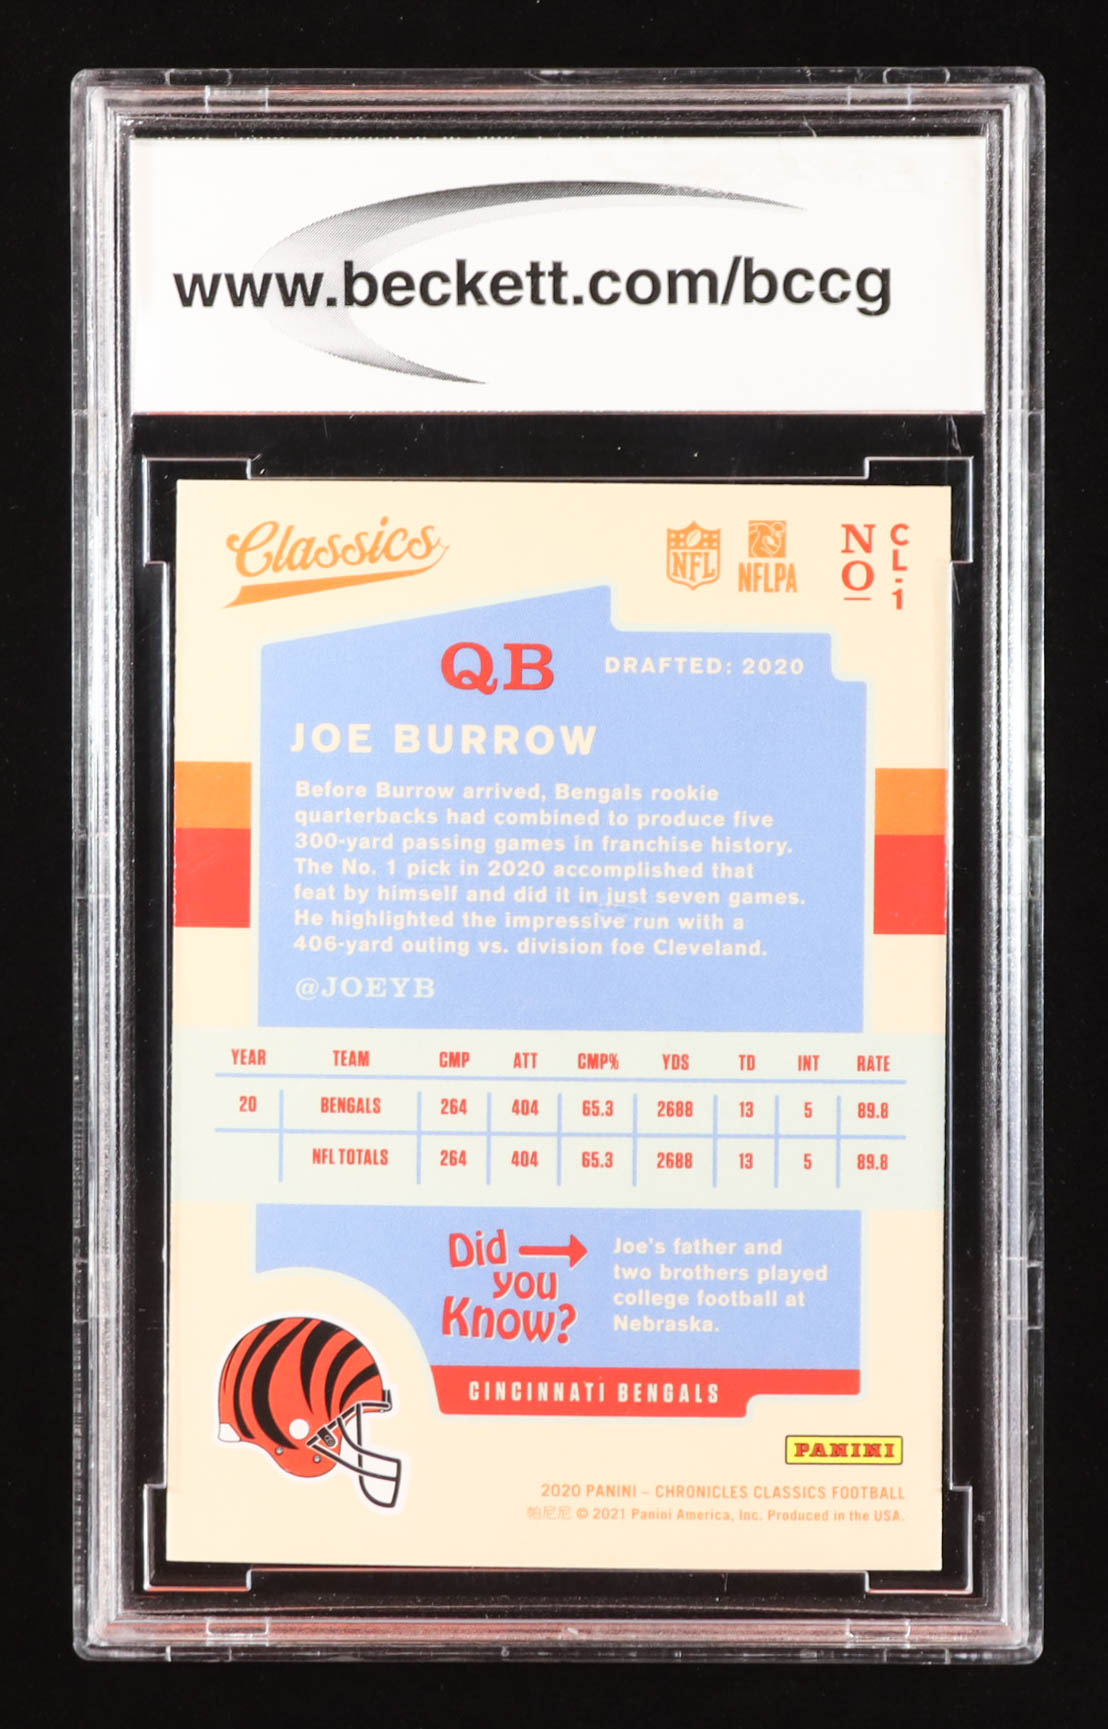 www.beckett.com/bccg
Classics
NFL
NFLPA
NO
CL-1
QB DRAFTED: 2020
JOE BURROW
Before Burrow arrived, Bengals rookie
quarterbacks had combined to produce five
300-yard passing games in franchise history.
The No. 1 pick in 2020 accomplished that
feat by himself and did it in just seven games.
He highlighted the impressive run with a
406-yard outing vs. division foe Cleveland.
@JOEYB
YEAR TEAM CMP ATT CMP% YDS TD INT RATE
20 BENGALS 264 404 65.3 2688 13 5 89.8
NFL TOTALS 264 404 65.3 2688 13 5 89.8
Did
you
Know?
Joe's father and
two brothers played
college football at
Nebraska.
CINCINNATI BENGALS
PANINI
2020 PANINI – CHRONICLES CLASSICS FOOTBALL
帕尼尼 © 2021 Panini America, Inc. Produced in the USA.